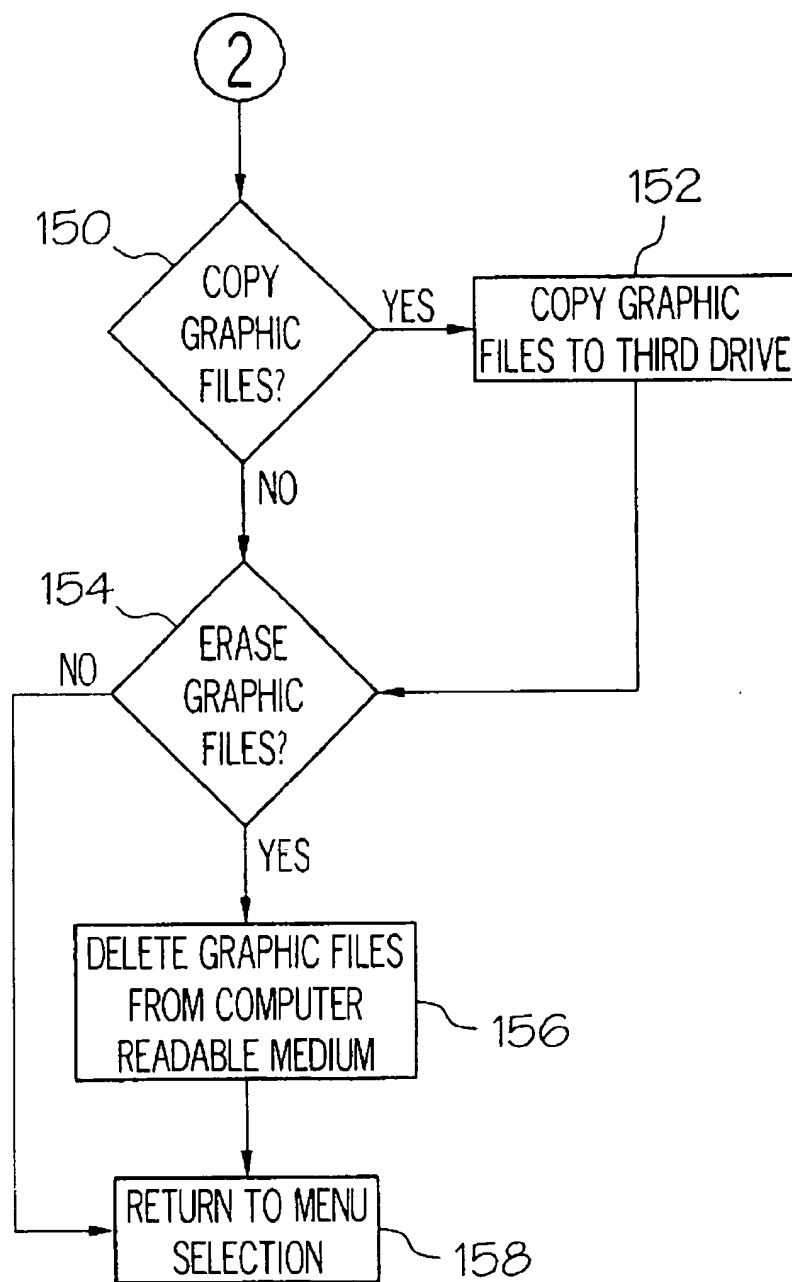 2
150
COPY
GRAPHIC
FILES?
YES
152
COPY GRAPHIC
FILES TO THIRD DRIVE
NO
154
ERASE
GRAPHIC
FILES?
NO
YES
DELETE GRAPHIC FILES
FROM COMPUTER
READABLE MEDIUM
156
RETURN TO MENU
SELECTION
158